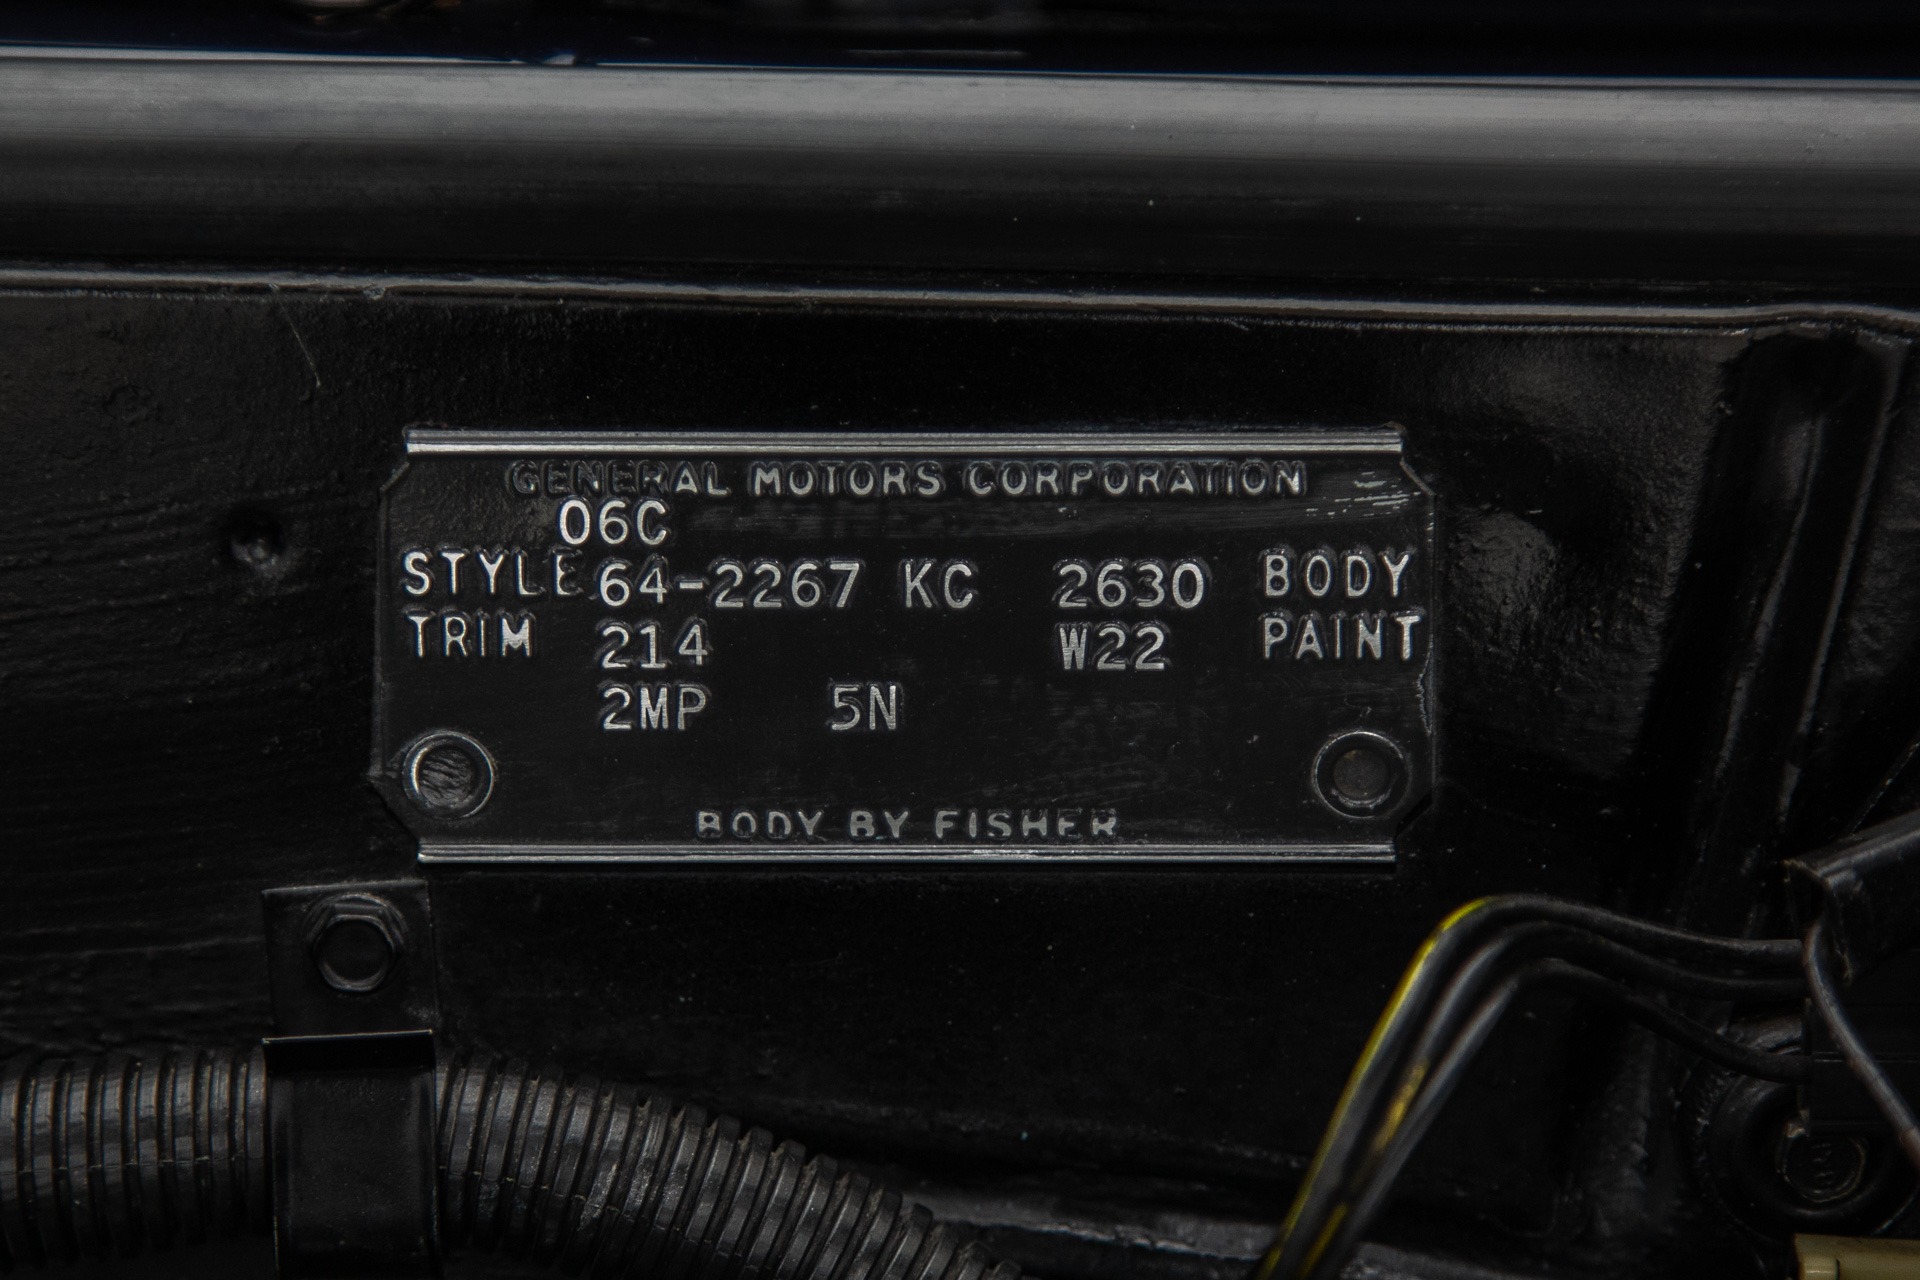 GENERAL MOTORS CORPORATION
06C
STYLE 64-2267 KC 2630 BODY
TRIM 214 W22 PAINT
2MP 5N
BODY BY FISHER